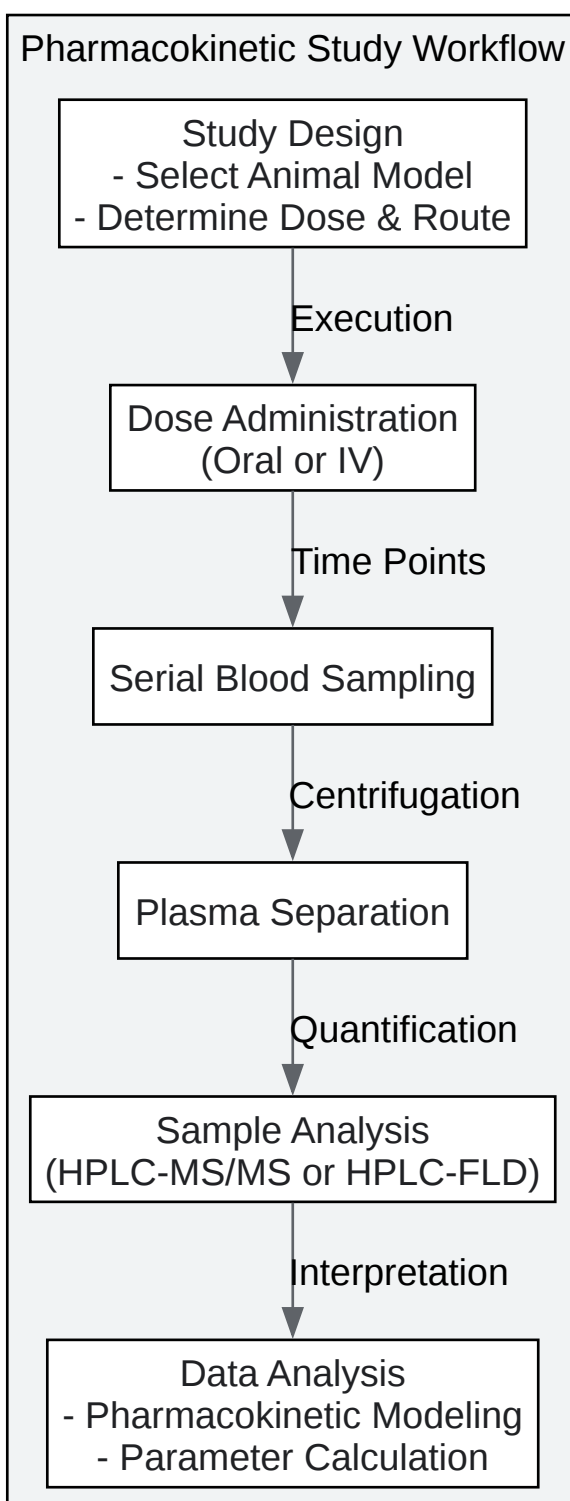 Pharmacokinetic Study Workflow
Study Design
- Select Animal Model
- Determine Dose & Route
Execution
Dose Administration
(Oral or IV)
Time Points
Serial Blood Sampling
Centrifugation
Plasma Separation
Quantification
Sample Analysis
(HPLC-MS/MS or HPLC-FLD)
Interpretation
Data Analysis
- Pharmacokinetic Modeling
- Parameter Calculation